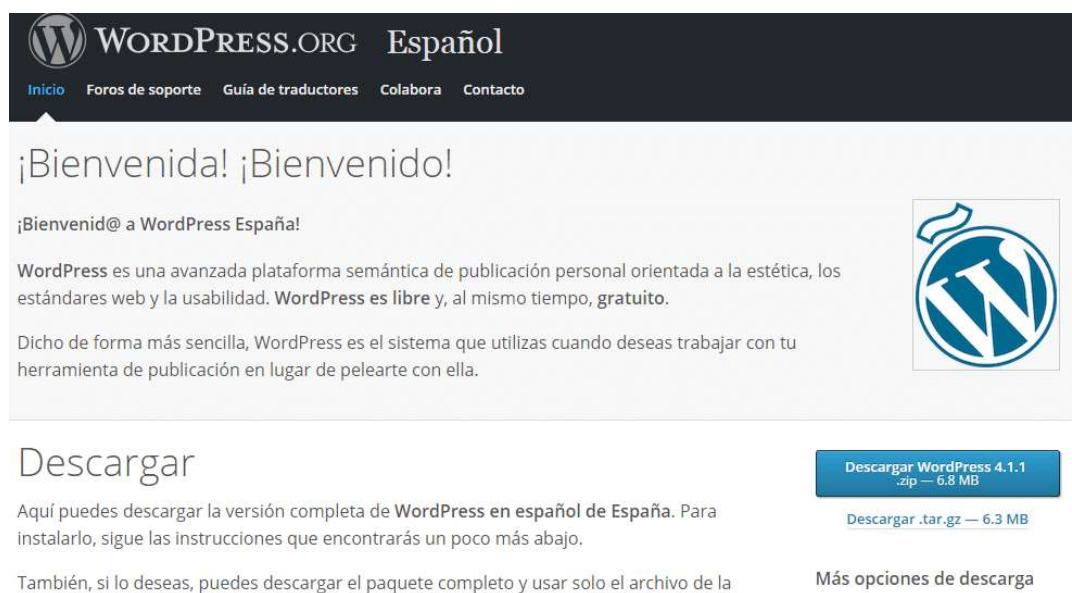 WORDPRESS.ORG Español
Inicio Foros de soporte Guía de traductores Colabora Contacto
¡Bienvenida! ¡Bienvenido!
¡Bienvenid@ a WordPress España!
WordPress es una avanzada plataforma semántica de publicación personal orientada a la estética, los
estándares web y la usabilidad. WordPress es libre y, al mismo tiempo, gratuito.
Dicho de forma más sencilla, WordPress es el sistema que utilizas cuando deseas trabajar con tu
herramienta de publicación en lugar de pelearte con ella.
Descargar
Aquí puedes descargar la versión completa de WordPress en español de España. Para
instalarlo, sigue las instrucciones que encontrarás un poco más abajo.
También, si lo deseas, puedes descargar el paquete completo y usar solo el archivo de la
Descargar WordPress 4.1.1
.zip — 6.8 MB
Descargar .tar.gz — 6.3 MB
Más opciones de descarga